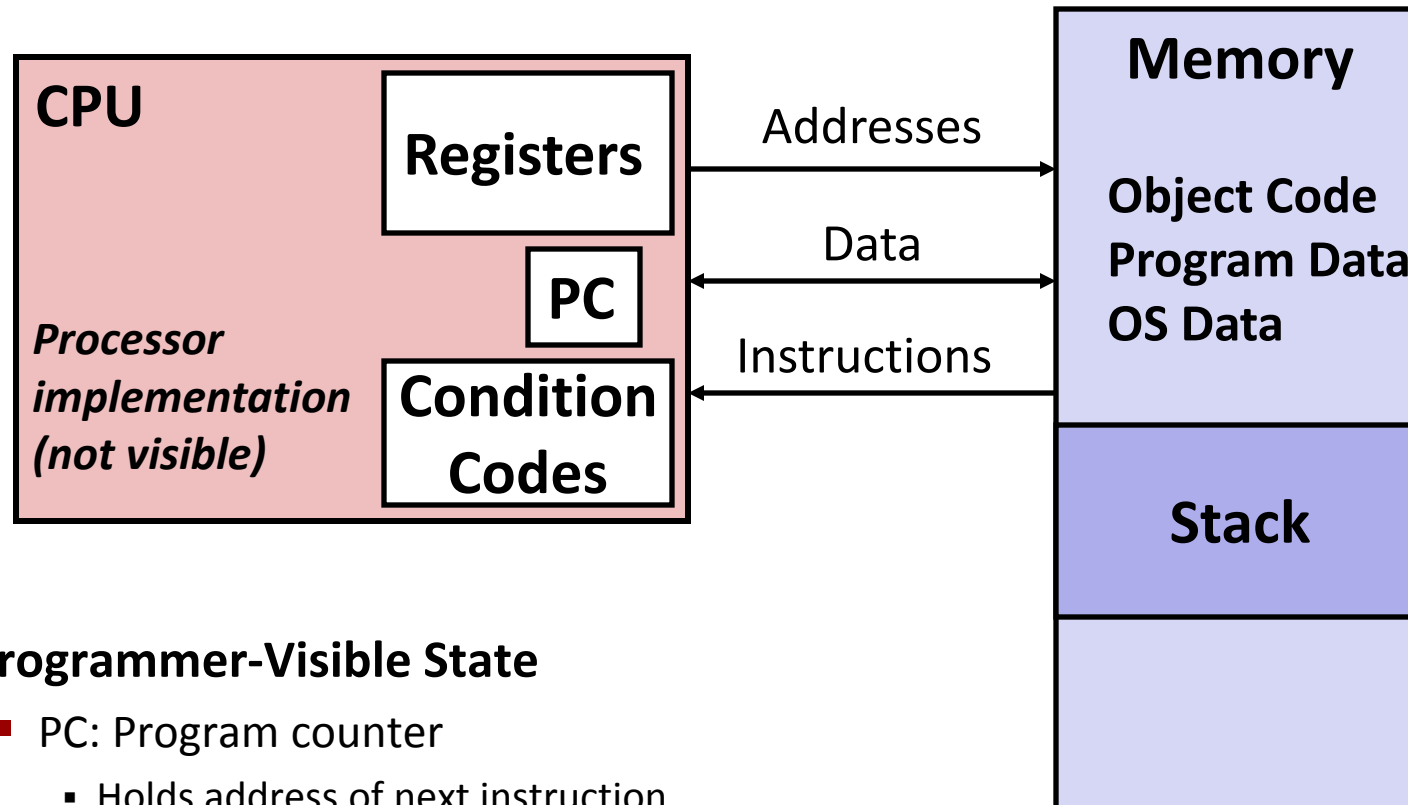 CPU
Registers
PC
Processor
implementation
(not visible)
Condition
Codes
Addresses
Data
Instructions
Memory
Object Code
Program Data
OS Data
Stack
rogrammer-Visible State
▪ PC: Program counter
▪ Holds address of next instruction